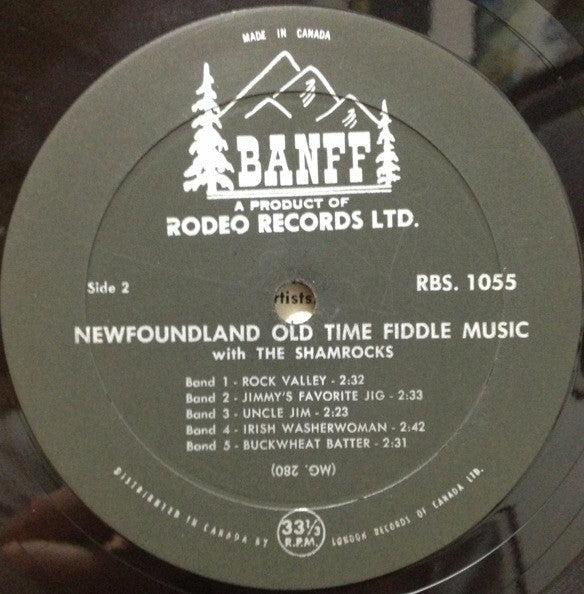 MADE IN CANADA
BANFF
A PRODUCT OF
RODEO RECORDS LTD.
Side 2
RBS. 1055
rtists
NEWFOUNDLAND OLD TIME FIDDLE MUSIC
with THE SHAMROCKS
Band 1 - ROCK VALLEY - 2:32
Band 2 - JIMMY'S FAVORITE JIG - 2:33
Band 3 - UNCLE JIM - 2:23
Band 4 - IRISH WASHERWOMAN - 2:42
Band 5 - BUCKWHEAT BATTER - 2:31
(MG. 280)
DISTRIBUTED IN CANADA BY LONDON RECORDS OF CANADA LTD.
33⅓
R.P.M.